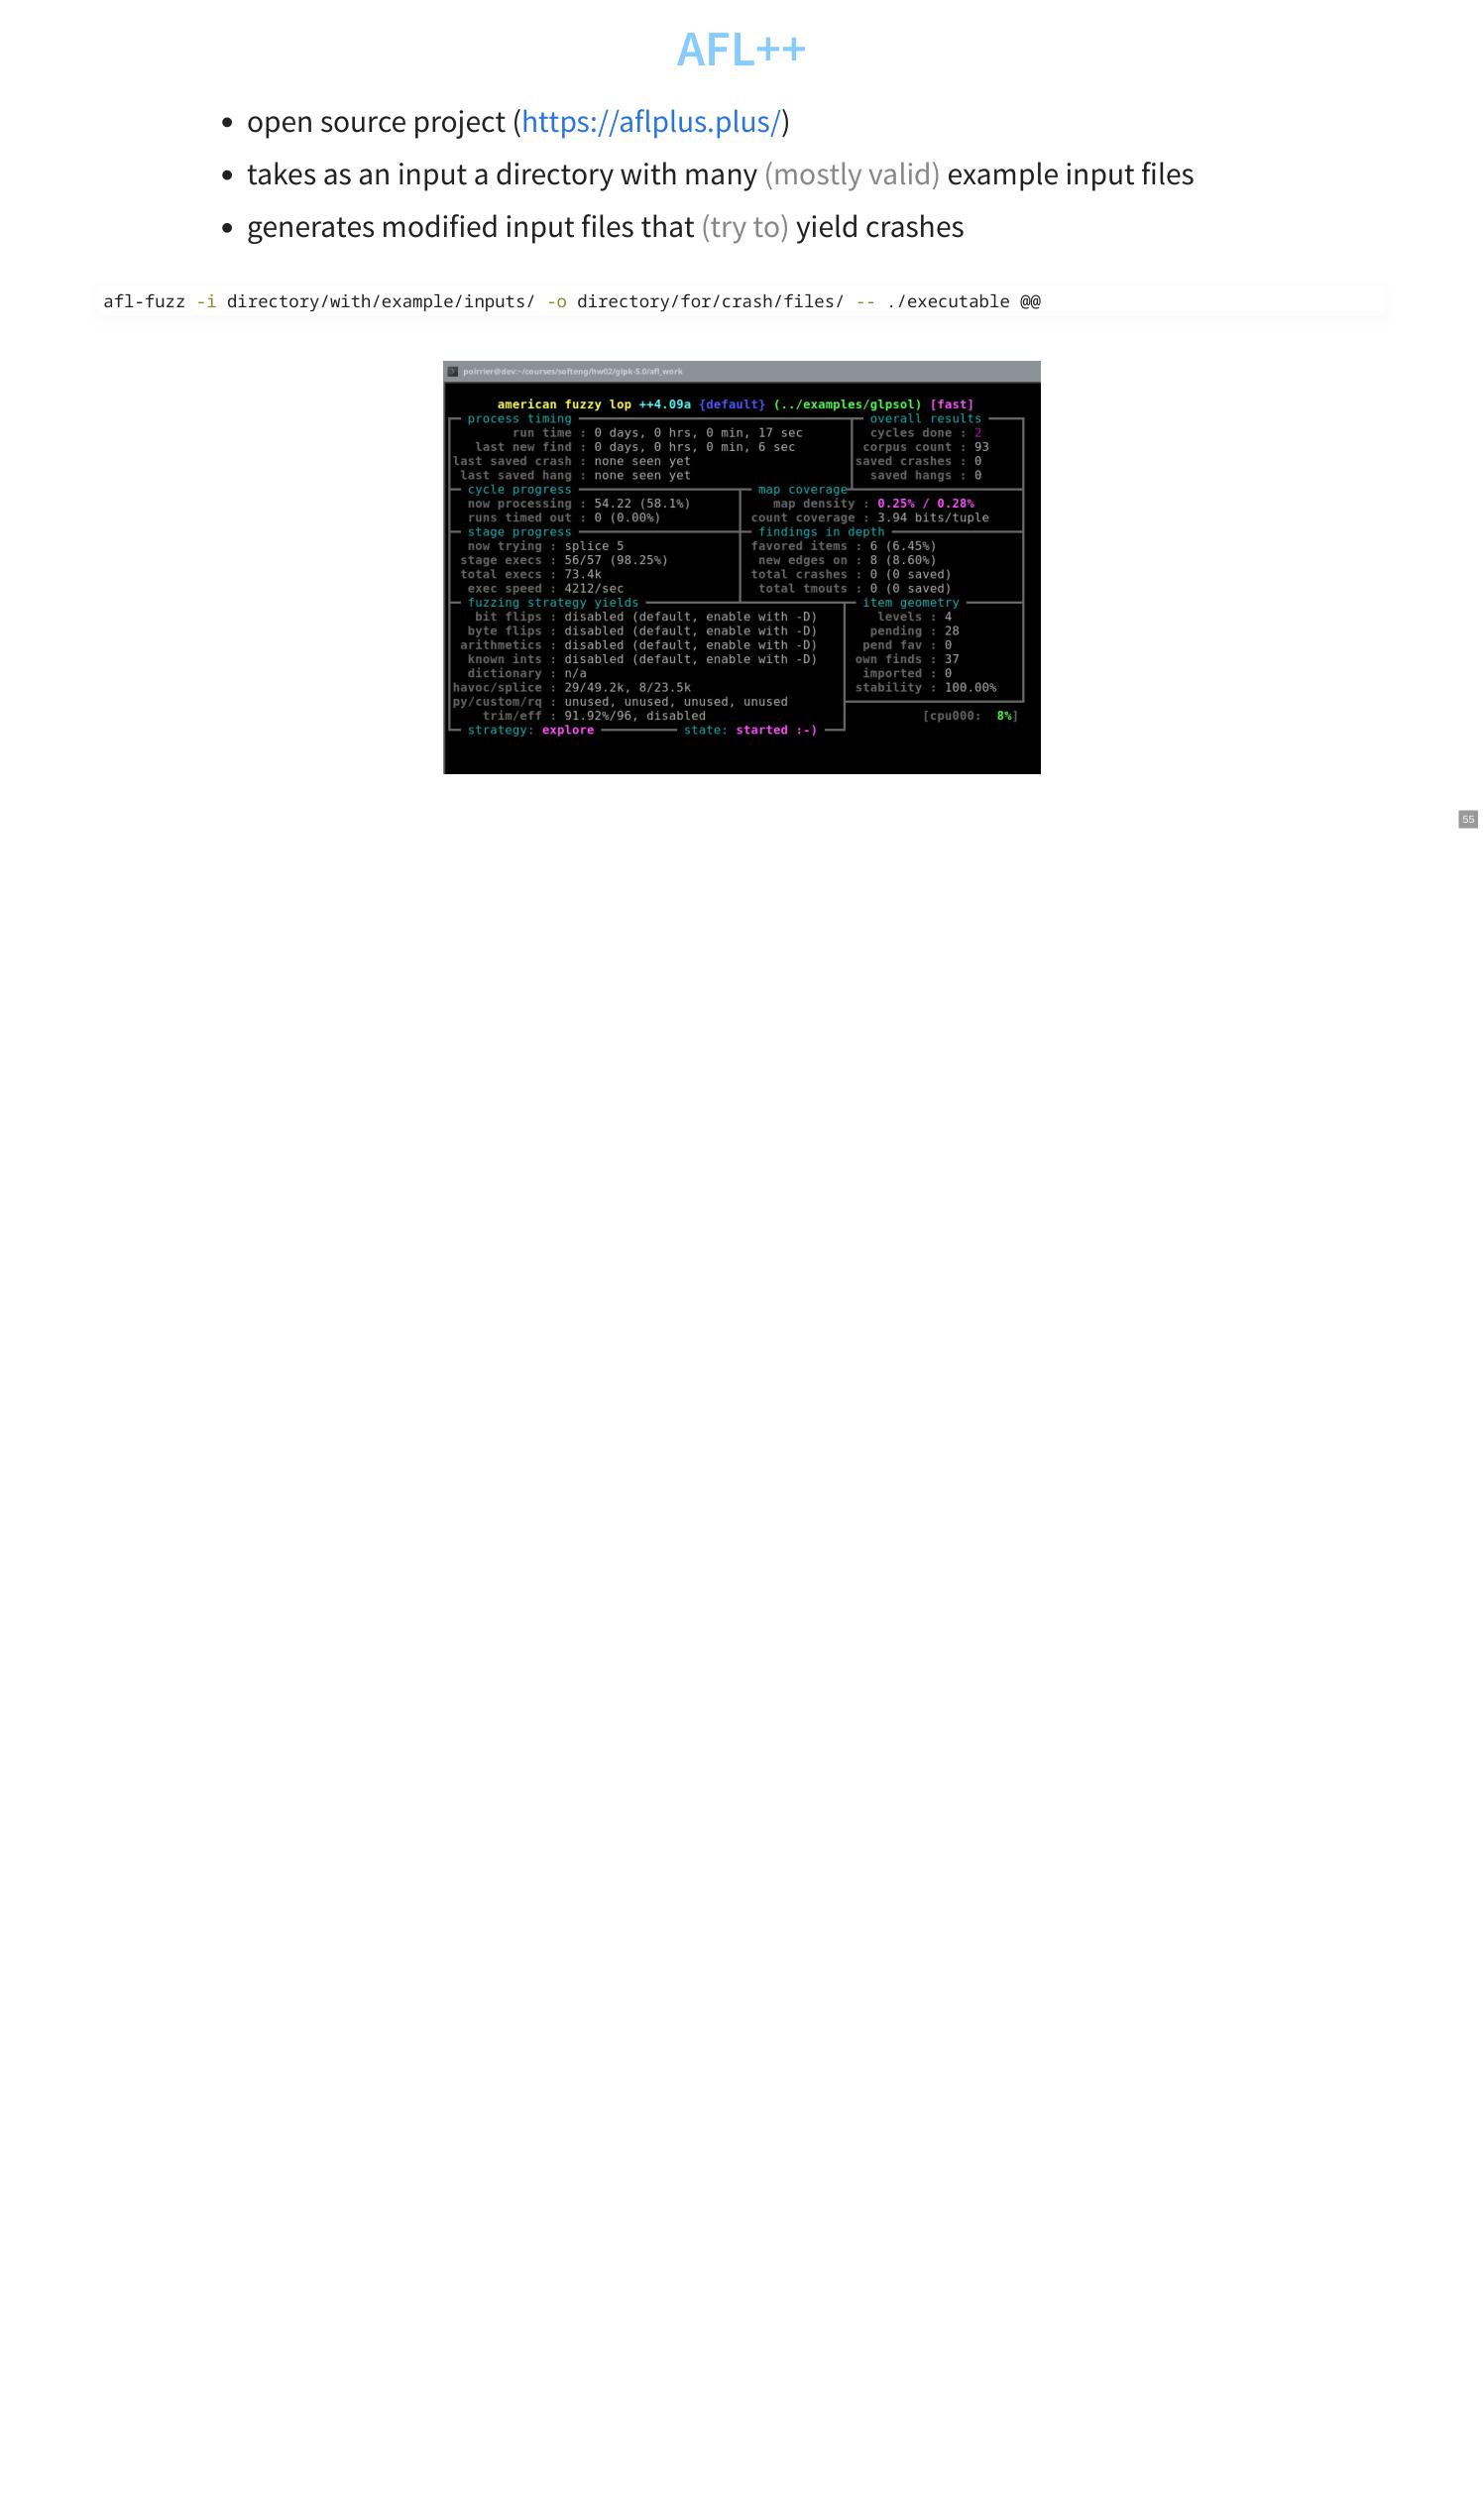 AFL++
• open source project (https://aflplus.plus/)
• takes as an input a directory with many (mostly valid) example input files
• generates modified input files that (try to) yield crashes
afl-fuzz -i directory/with/example/inputs/ -o directory/for/crash/files/ -- ./executable @@
poirrier@dev:~/courses/softeng/hw02/glpk-5.0/afl_work
american fuzzy lop ++4.09a {default} (../examples/glpsol) [fast]
process timing overall results
run time : 0 days, 0 hrs, 0 min, 17 sec cycles done : 2
last new find : 0 days, 0 hrs, 0 min, 6 sec corpus count : 93
last saved crash : none seen yet saved crashes : 0
last saved hang : none seen yet saved hangs : 0
cycle progress map coverage
now processing : 54.22 (58.1%) map density : 0.25% / 0.28%
runs timed out : 0 (0.00%) count coverage : 3.94 bits/tuple
stage progress findings in depth
now trying : splice 5 favored items : 6 (6.45%)
stage execs : 56/57 (98.25%) new edges on : 8 (8.60%)
total execs : 73.4k total crashes : 0 (0 saved)
exec speed : 4212/sec total tmouts : 0 (0 saved)
fuzzing strategy yields item geometry
bit flips : disabled (default, enable with -D) levels : 4
byte flips : disabled (default, enable with -D) pending : 28
arithmetics : disabled (default, enable with -D) pend fav : 0
known ints : disabled (default, enable with -D) own finds : 37
dictionary : n/a imported : 0
havoc/splice : 29/49.2k, 8/23.5k stability : 100.00%
py/custom/rq : unused, unused, unused, unused
trim/eff : 91.92%/96, disabled [cpu000: 8%]
strategy: explore state: started :-)
55